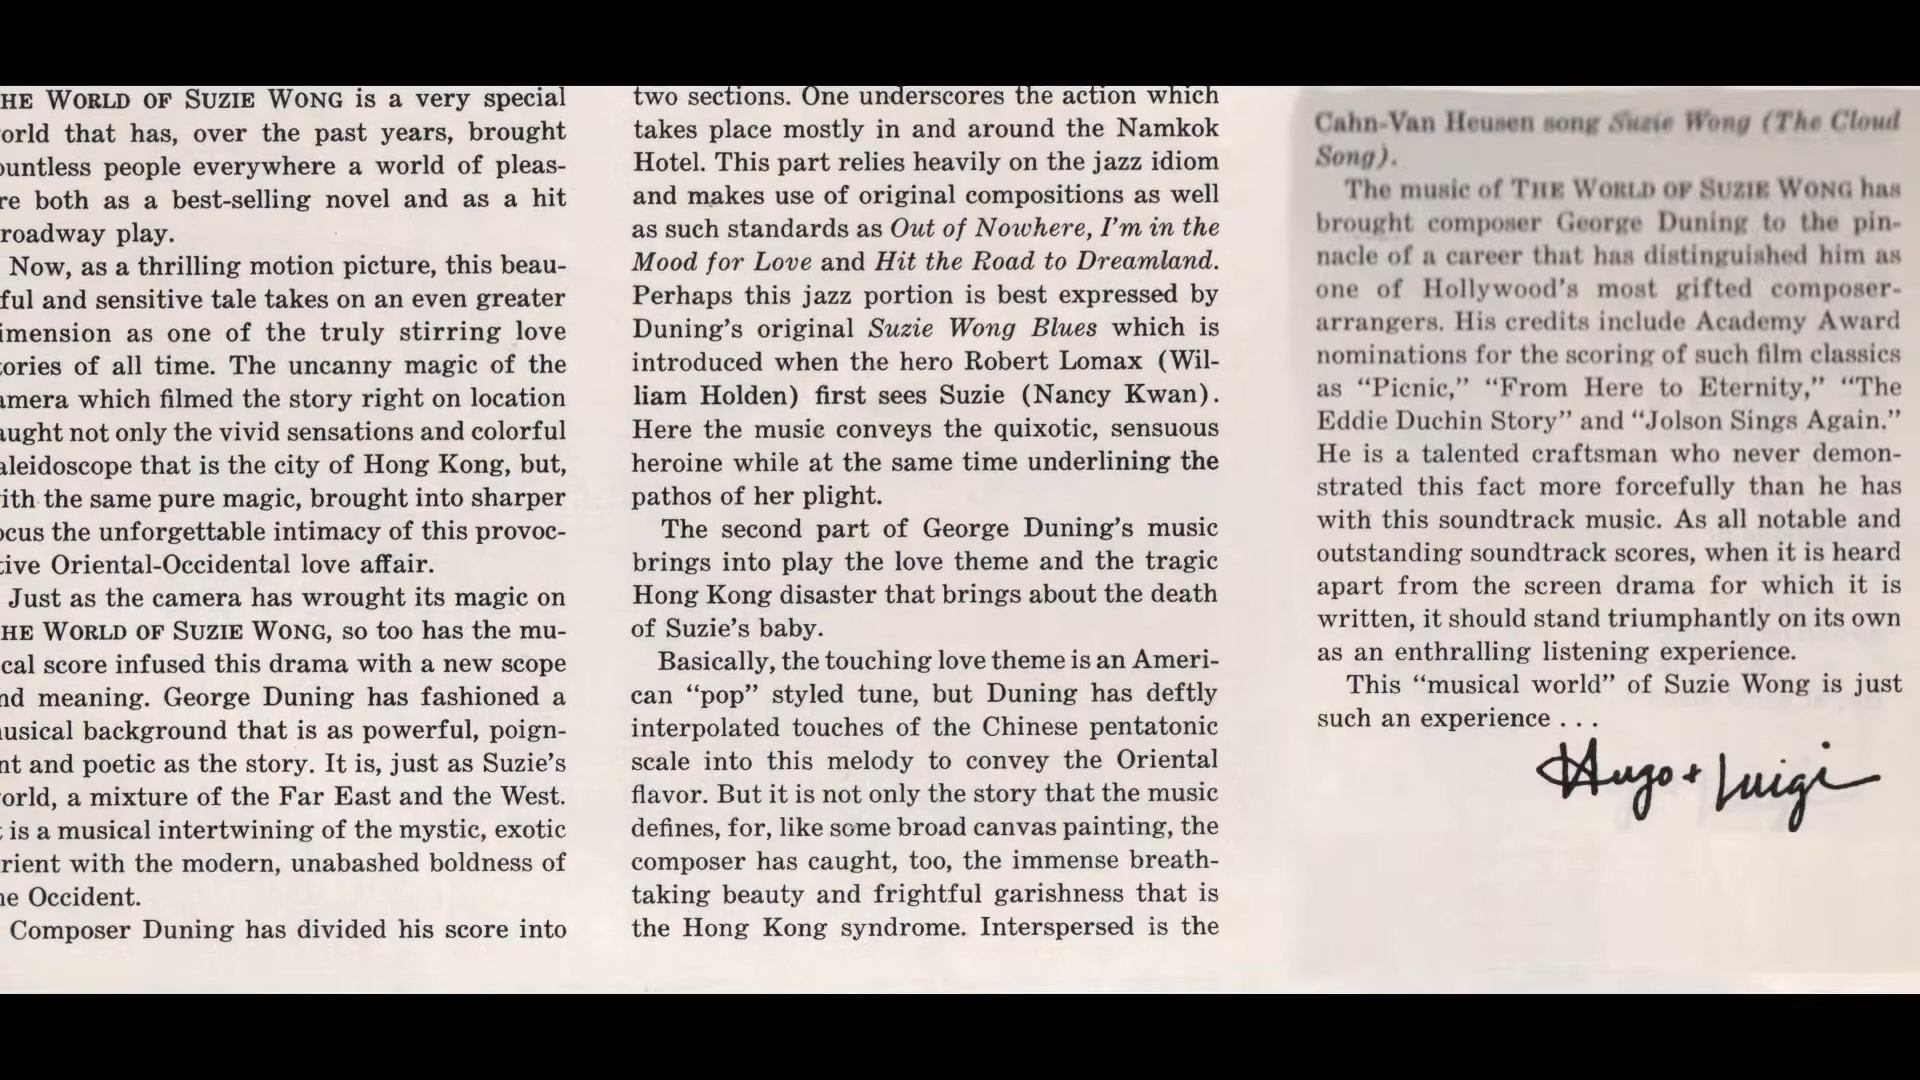 HE WORLD OF SUZIE WONG is a very special
orld that has, over the past years, brought
ountless people everywhere a world of pleas-
re both as a best-selling novel and as a hit
roadway play.
Now, as a thrilling motion picture, this beau-
ful and sensitive tale takes on an even greater
imension as one of the truly stirring love
ories of all time. The uncanny magic of the
amera which filmed the story right on location
aught not only the vivid sensations and colorful
aleidoscope that is the city of Hong Kong, but,
ith the same pure magic, brought into sharper
ocus the unforgettable intimacy of this provoc-
tive Oriental-Occidental love affair.
Just as the camera has wrought its magic on
HE WORLD OF SUZIE WONG, so too has the mu-
cal score infused this drama with a new scope
nd meaning. George Duning has fashioned a
usical background that is as powerful, poign-
nt and poetic as the story. It is, just as Suzie's
orld, a mixture of the Far East and the West.
t is a musical intertwining of the mystic, exotic
rient with the modern, unabashed boldness of
he Occident.
Composer Duning has divided his score into
two sections. One underscores the action which
takes place mostly in and around the Namkok
Hotel. This part relies heavily on the jazz idiom
and makes use of original compositions as well
as such standards as Out of Nowhere, I'm in the
Mood for Love and Hit the Road to Dreamland.
Perhaps this jazz portion is best expressed by
Duning's original Suzie Wong Blues which is
introduced when the hero Robert Lomax (Wil-
liam Holden) first sees Suzie (Nancy Kwan).
Here the music conveys the quixotic, sensuous
heroine while at the same time underlining the
pathos of her plight.
The second part of George Duning's music
brings into play the love theme and the tragic
Hong Kong disaster that brings about the death
of Suzie's baby.
Basically, the touching love theme is an Ameri-
can “pop” styled tune, but Duning has deftly
interpolated touches of the Chinese pentatonic
scale into this melody to convey the Oriental
flavor. But it is not only the story that the music
defines, for, like some broad canvas painting, the
composer has caught, too, the immense breath-
taking beauty and frightful garishness that is
the Hong Kong syndrome. Interspersed is the
Cahn-Van Heusen song Suzie Wong (The Cloud
Song).
The music of THE WORLD OF SUZIE WONG has
brought composer George Duning to the pin-
nacle of a career that has distinguished him as
one of Hollywood's most gifted composer-
arrangers. His credits include Academy Award
nominations for the scoring of such film classics
as “Picnic,” “From Here to Eternity,” “The
Eddie Duchin Story” and “Jolson Sings Again.”
He is a talented craftsman who never demon-
strated this fact more forcefully than he has
with this soundtrack music. As all notable and
outstanding soundtrack scores, when it is heard
apart from the screen drama for which it is
written, it should stand triumphantly on its own
as an enthralling listening experience.
This “musical world” of Suzie Wong is just
such an experience . . .
Hugo + Luigi